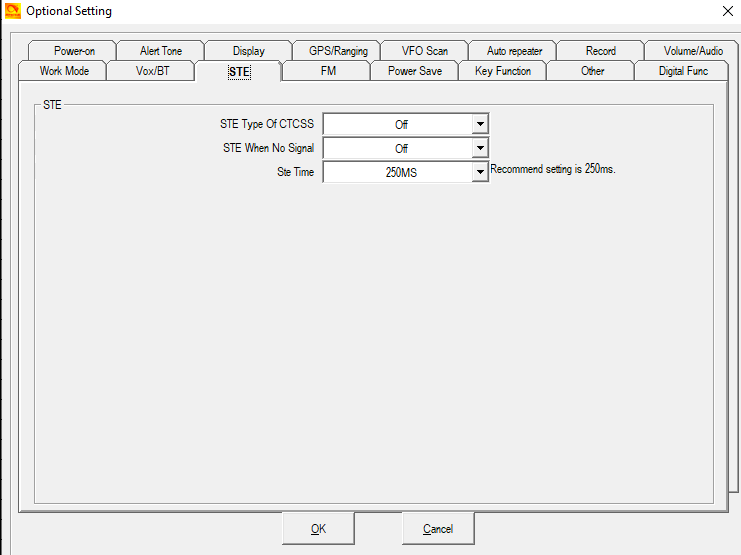 Optional Setting
Power-on Alert Tone Display GPS/Ranging VFO Scan Auto repeater Record Volume/Audio
Work Mode Vox/BT STE FM Power Save Key Function Other Digital Func
STE
STE Type Of CTCSS Off
STE When No Signal Off
Ste Time 250MS Recommend setting is 250ms.
OK Cancel